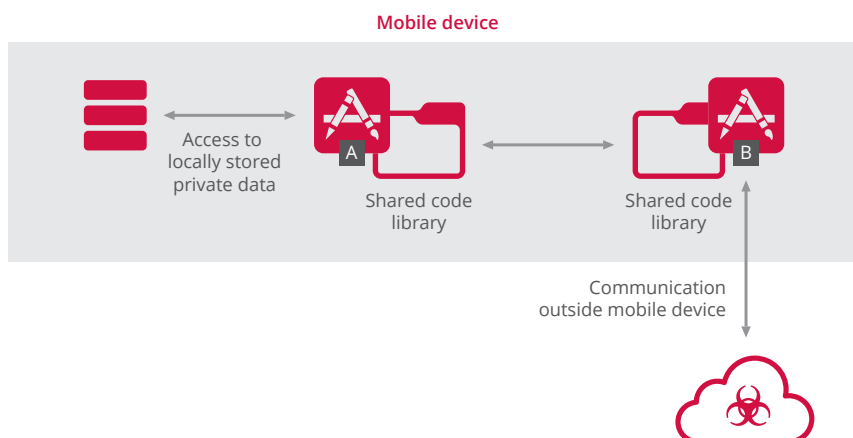 Mobile device
A
B
Access to
locally stored
private data
Shared code
library
Shared code
library
Communication
outside mobile device